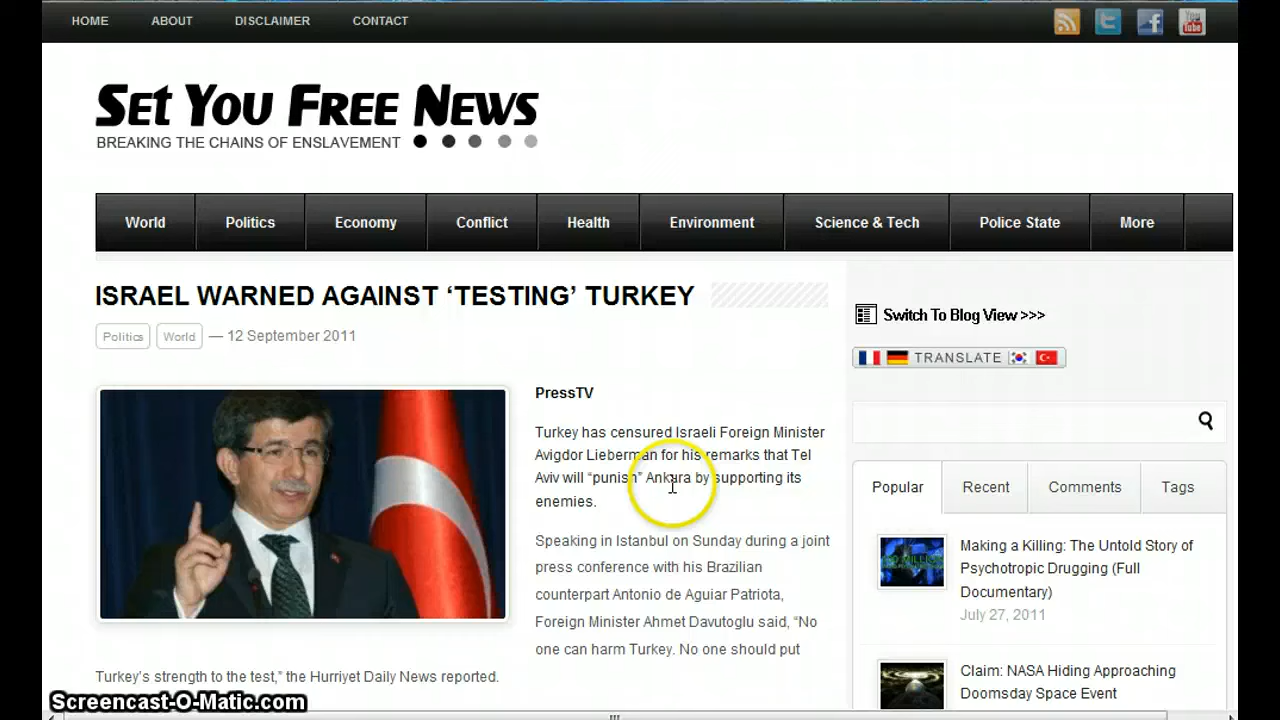 HOME ABOUT DISCLAIMER CONTACT
You Tube
SET YOU FREE NEWS
BREAKING THE CHAINS OF ENSLAVEMENT
World Politics Economy Conflict Health Environment Science & Tech Police State More
ISRAEL WARNED AGAINST ‘TESTING’ TURKEY
Politics World — 12 September 2011
PressTV
Turkey has censured Israeli Foreign Minister
Avigdor Lieberman for his remarks that Tel
Aviv will “punish” Ankara by supporting its
enemies.
Speaking in Istanbul on Sunday during a joint
press conference with his Brazilian
counterpart Antonio de Aguiar Patriota,
Foreign Minister Ahmet Davutoglu said, “No
one can harm Turkey. No one should put
Turkey’s strength to the test,” the Hurriyet Daily News reported.
Switch To Blog View >>>
TRANSLATE
Popular Recent Comments Tags
Making a Killing: The Untold Story of
Psychotropic Drugging (Full
Documentary)
July 27, 2011
Claim: NASA Hiding Approaching
Doomsday Space Event
Screencast-O-Matic.com